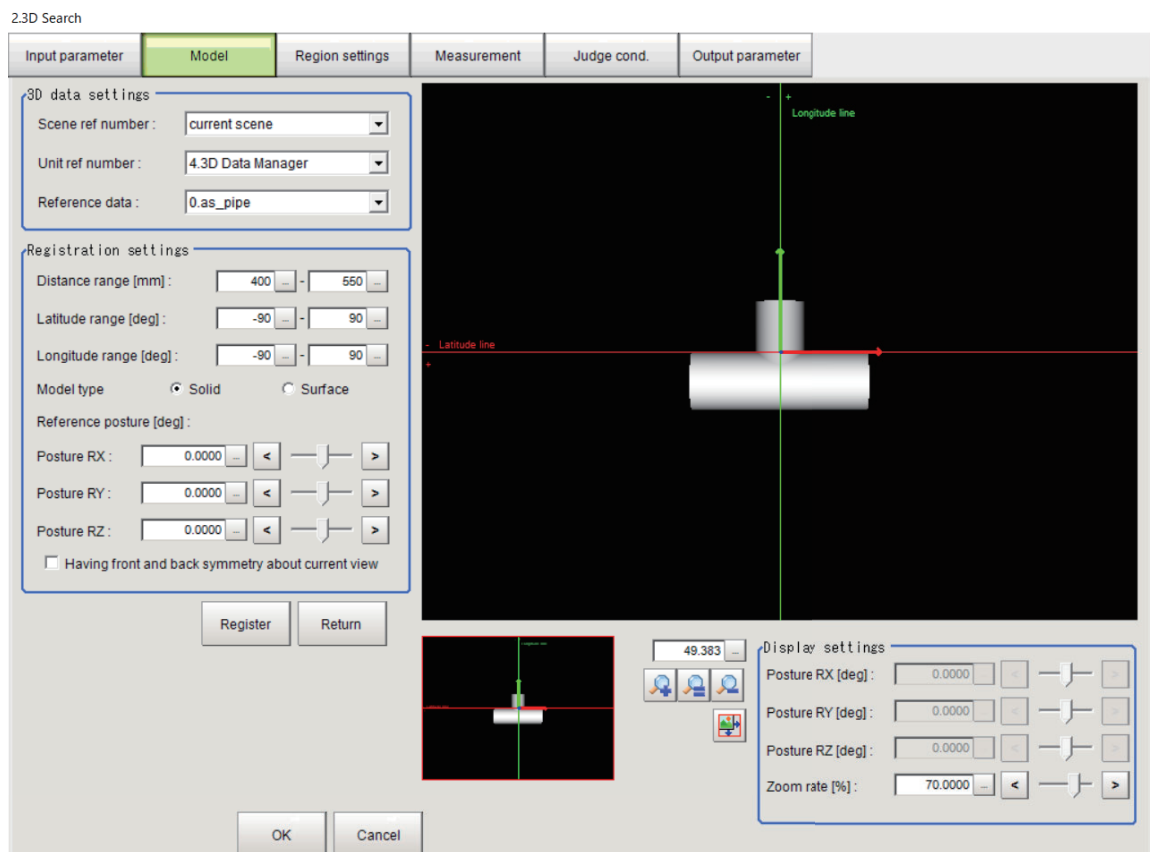 2.3D Search
Input parameter Model Region settings Measurement Judge cond. Output parameter
3D data settings
Scene ref number : current scene
Unit ref number : 4.3D Data Manager
Reference data : 0.as_pipe
Registration settings
Distance range [mm] : 400 ... - 550 ...
Latitude range [deg] : -90 ... - 90 ...
Longitude range [deg] : -90 ... - 90 ...
Model type Solid Surface
Reference posture [deg] :
Posture RX : 0.0000 ... < >
Posture RY : 0.0000 ... < >
Posture RZ : 0.0000 ... < >
Having front and back symmetry about current view
Register Return
- +
Longitude line
- Latitude line
+
49.383 ...
Display settings
Posture RX [deg] : 0.0000 ... < >
Posture RY [deg] : 0.0000 ... < >
Posture RZ [deg] : 0.0000 ... < >
Zoom rate [%] : 70.0000 ... < >
OK Cancel